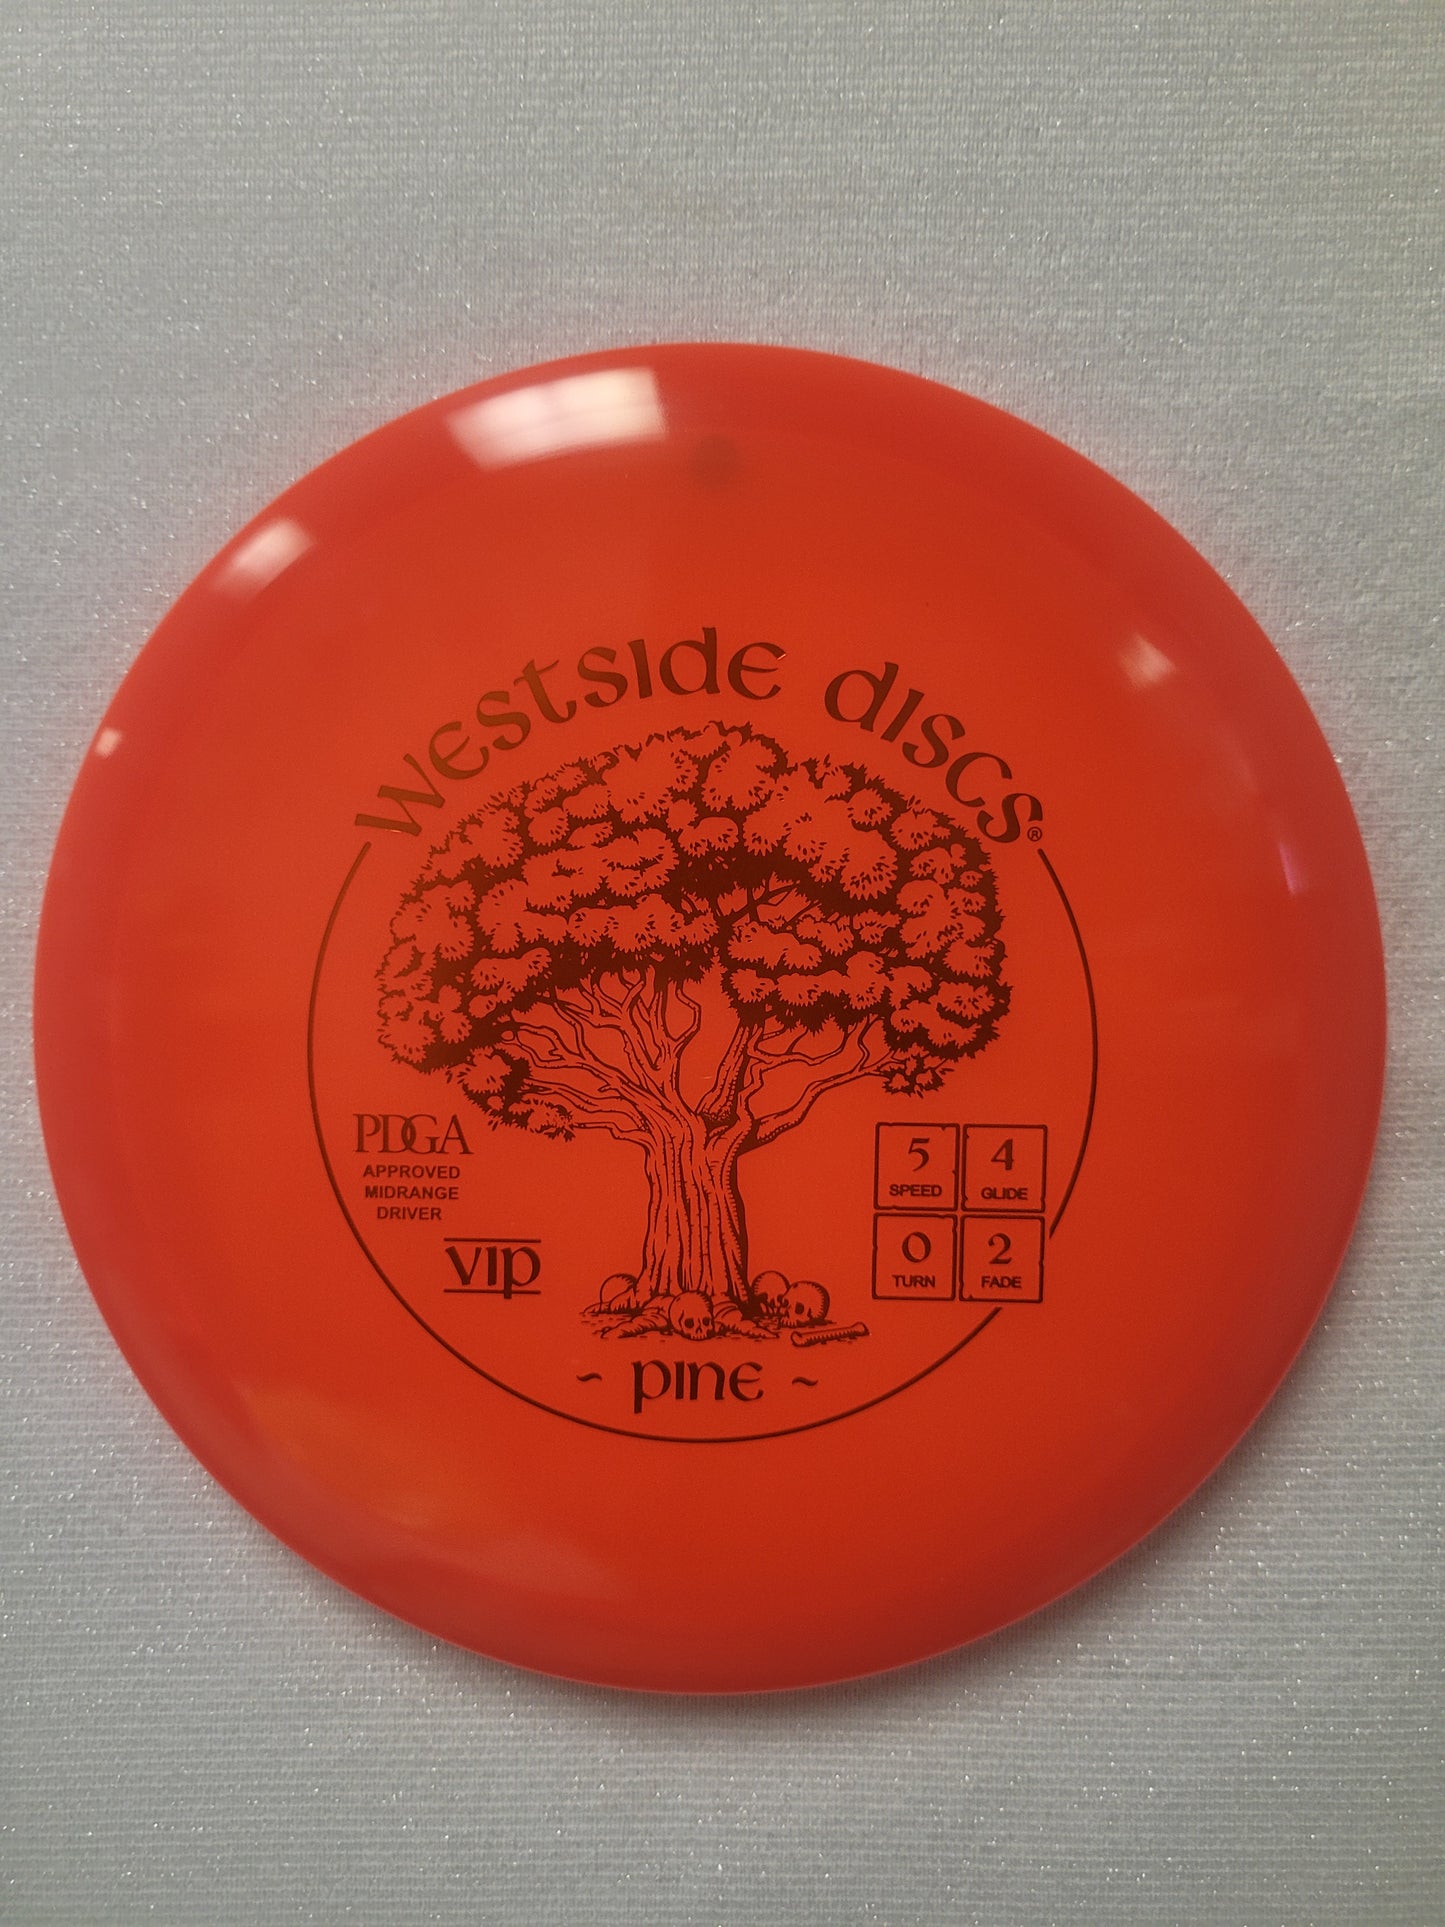 Westside Discs®
PDGA
APPROVED
MIDRANGE
DRIVER
VIP
5
SPEED
4
GLIDE
0
TURN
2
FADE
~ Pine ~